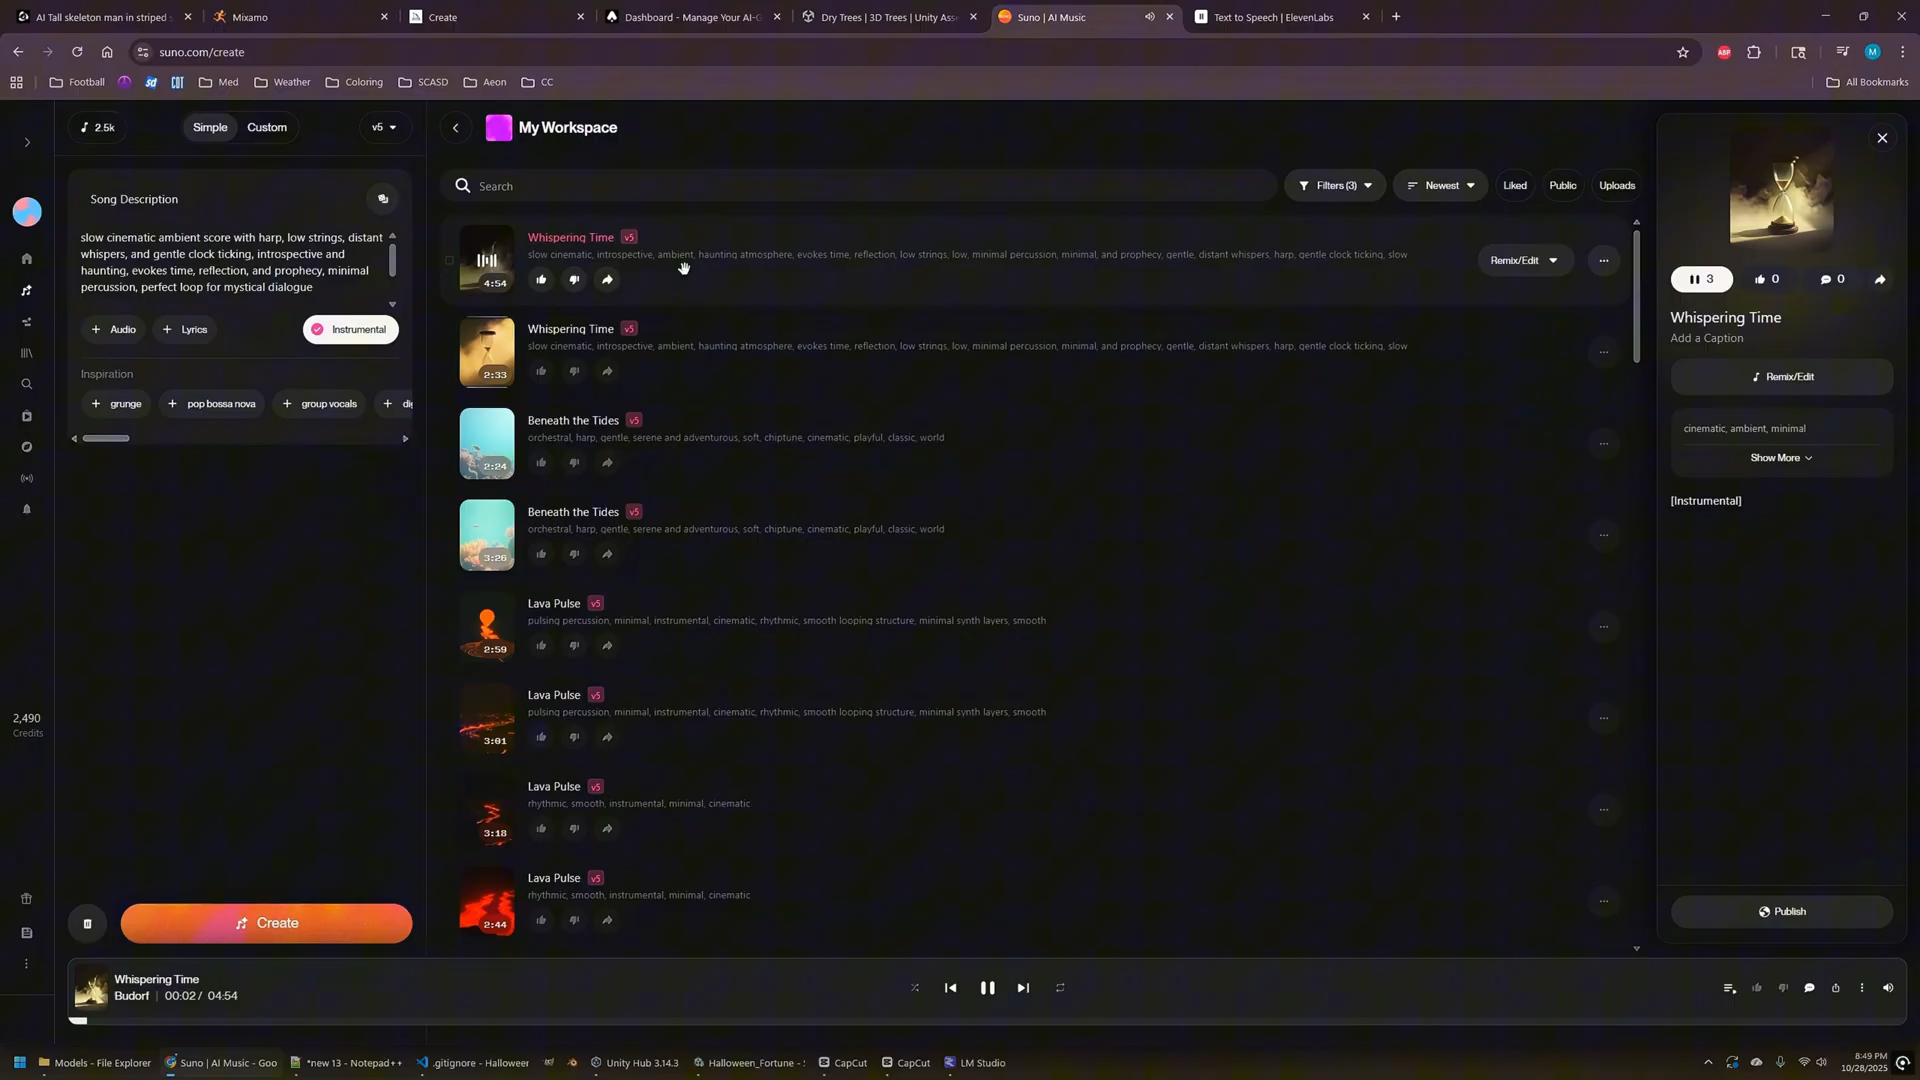 AI Tall skeleton man in striped s
Mixamo
Create
Dashboard - Manage Your AI-G
Dry Trees | 3D Trees | Unity Ass
Suno | AI Music
Text to Speech | ElevenLabs
suno.com/create
ABP
M
Football
sd
CDT
Med
Weather
Coloring
SCASD
Aeon
CC
All Bookmarks
2.5k
Simple
Custom
v5
My Workspace
Song Description
slow cinematic ambient score with harp, low strings, distant
whispers, and gentle clock ticking, introspective and
haunting, evokes time, reflection, and prophecy, minimal
percussion, perfect loop for mystical dialogue
+ Audio
+ Lyrics
Instrumental
Inspiration
+ grunge
+ pop bossa nova
+ group vocals
+ di
2,490
Credits
Create
Search
Filters (3)
Newest
Liked
Public
Uploads
Whispering Time v5
slow cinematic, introspective, ambient, haunting atmosphere, evokes time, reflection, low strings, low, minimal percussion, minimal, and prophecy, gentle, distant whispers, harp, gentle clock ticking, slow
4:54
Remix/Edit
Whispering Time v5
slow cinematic, introspective, ambient, haunting atmosphere, evokes time, reflection, low strings, low, minimal percussion, minimal, and prophecy, gentle, distant whispers, harp, gentle clock ticking, slow
2:33
Beneath the Tides v5
orchestral, harp, gentle, serene and adventurous, soft, chiptune, cinematic, playful, classic, world
2:24
Beneath the Tides v5
orchestral, harp, gentle, serene and adventurous, soft, chiptune, cinematic, playful, classic, world
3:26
Lava Pulse v5
pulsing percussion, minimal, instrumental, cinematic, rhythmic, smooth looping structure, minimal synth layers, smooth
2:59
Lava Pulse v5
pulsing percussion, minimal, instrumental, cinematic, rhythmic, smooth looping structure, minimal synth layers, smooth
3:01
Lava Pulse v5
rhythmic, smooth, instrumental, minimal, cinematic
3:18
Lava Pulse v5
rhythmic, smooth, instrumental, minimal, cinematic
2:44
3
0
0
Whispering Time
Add a Caption
Remix/Edit
cinematic, ambient, minimal
Show More
[Instrumental]
Publish
Whispering Time
Budorf | 00:02 / 04:54
Models - File Explorer
Suno | AI Music - Goo
*new 13 - Notepad++
.gitignore - Halloween
Unity Hub 3.14.3
Halloween_Fortune - S
CapCut
CapCut
LM Studio
8:49 PM
10/28/2025